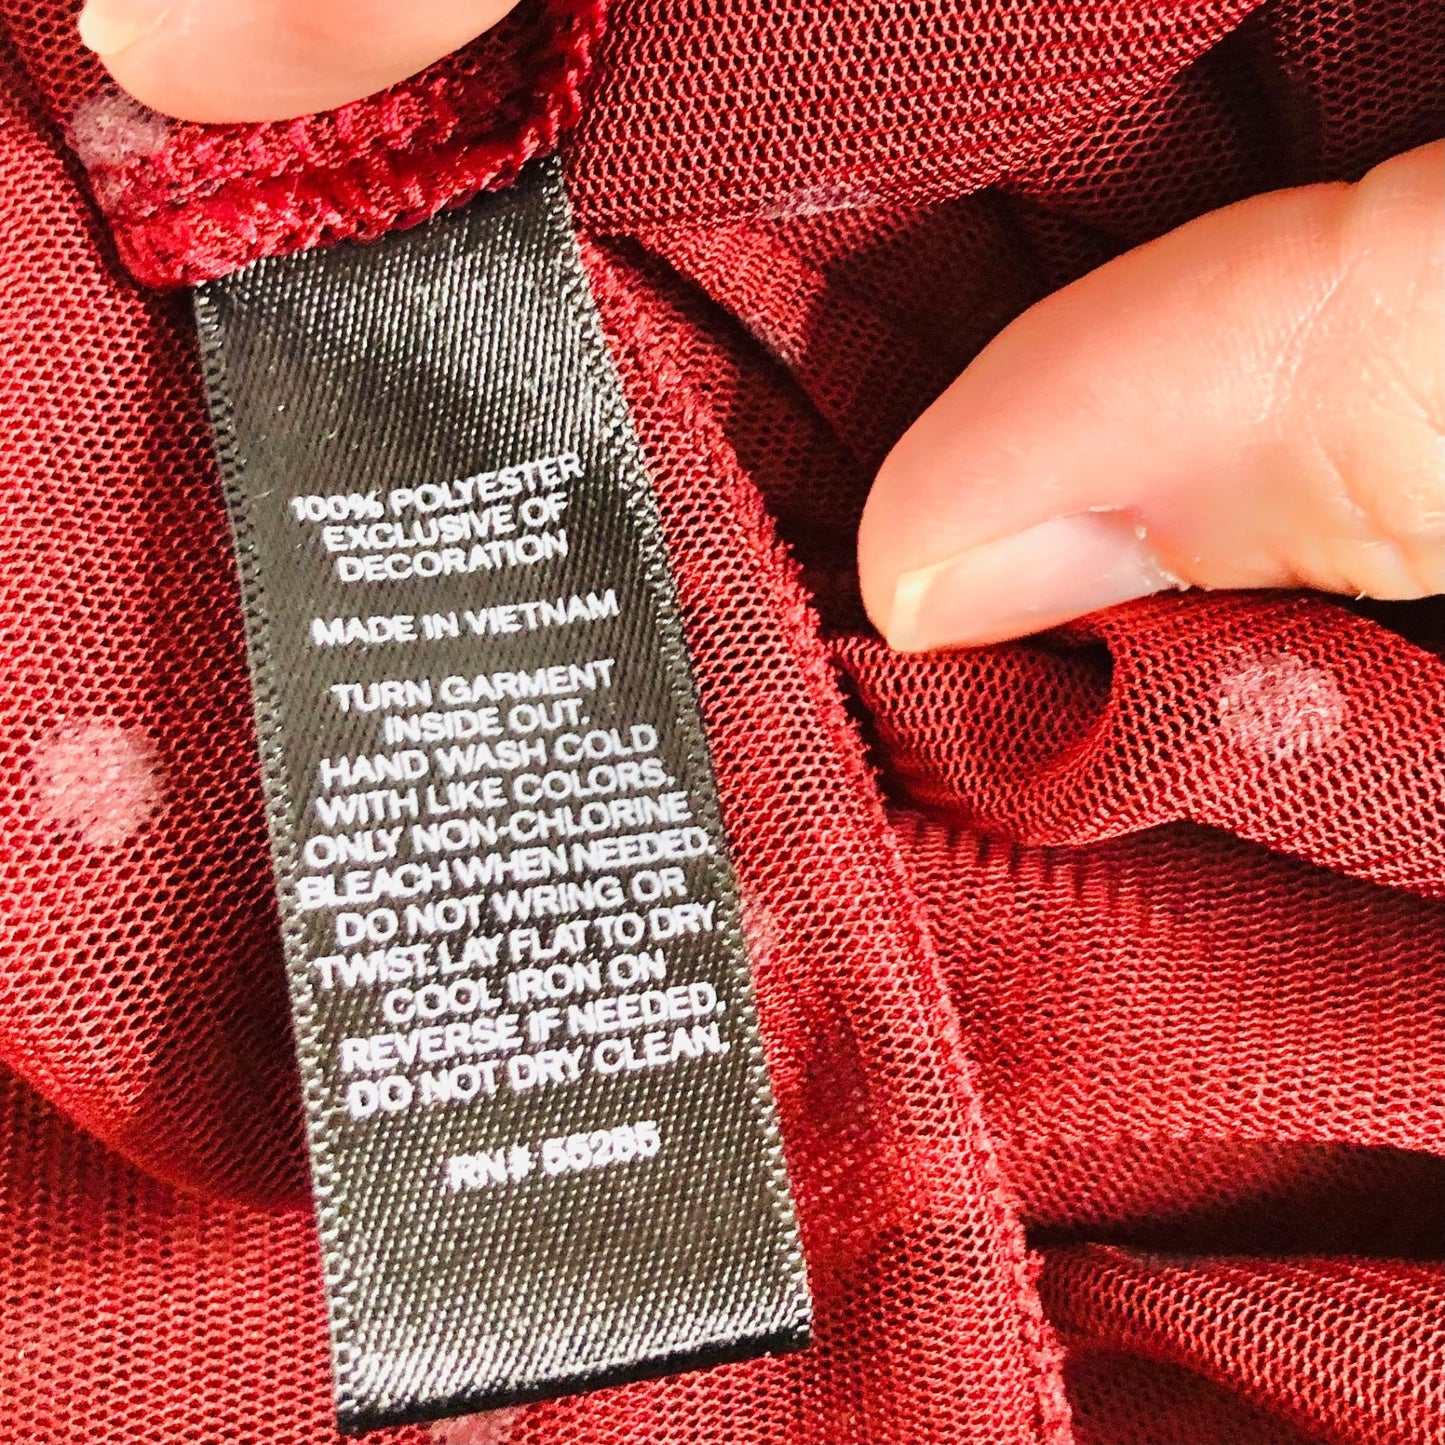 100% POLYESTER
EXCLUSIVE OF
DECORATION
MADE IN VIETNAM
TURN GARMENT
INSIDE OUT.
HAND WASH COLD
WITH LIKE COLORS.
ONLY NON-CHLORINE
BLEACH WHEN NEEDED.
DO NOT WRING OR
TWIST. LAY FLAT TO DRY
COOL IRON ON
REVERSE IF NEEDED.
DO NOT DRY CLEAN.
RN# 55285